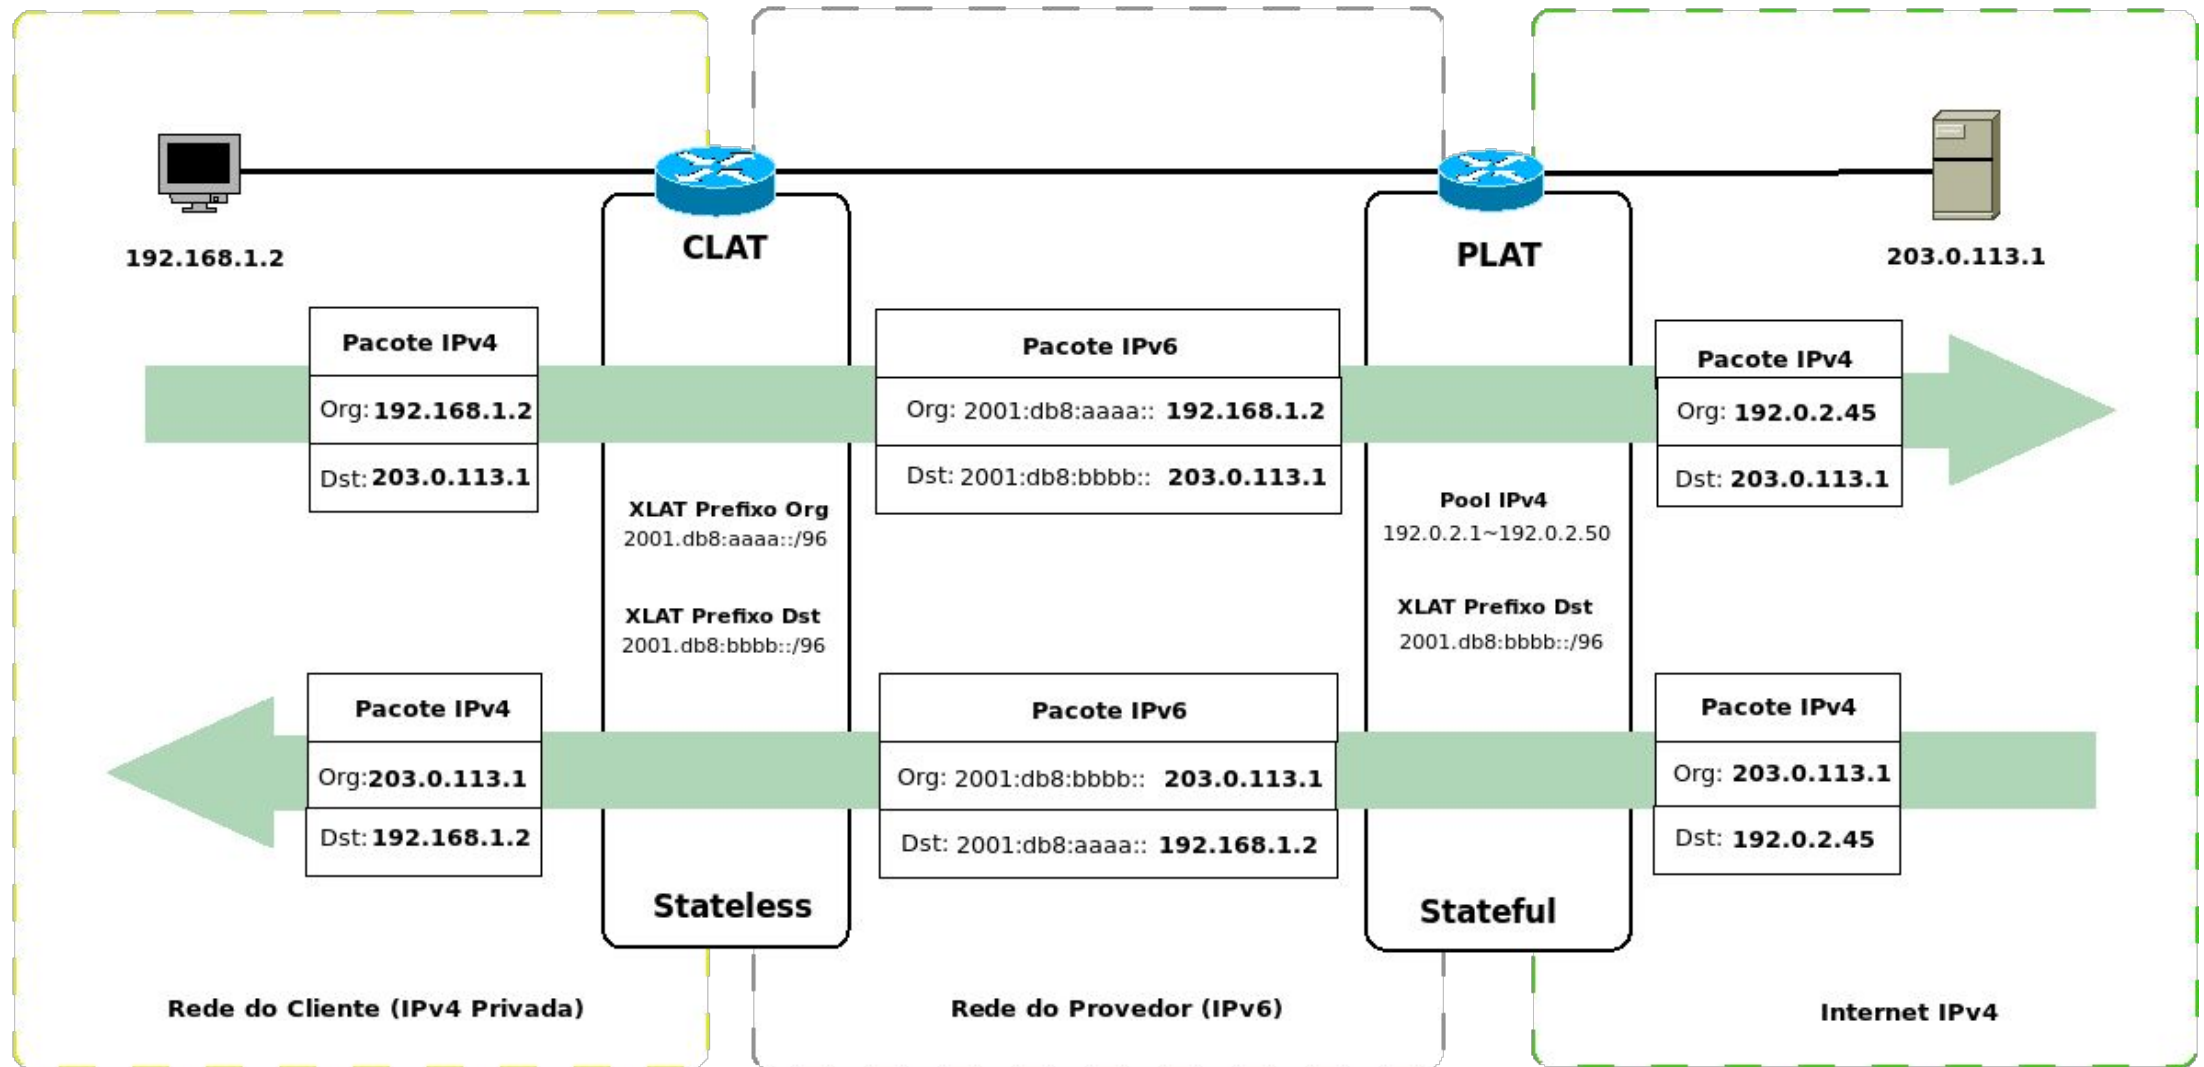 192.168.1.2
CLAT
PLAT
203.0.113.1
Pacote IPv4
Org: 192.168.1.2
Dst: 203.0.113.1
Pacote IPv6
Org: 2001:db8:aaaa:: 192.168.1.2
Dst: 2001:db8:bbbb:: 203.0.113.1
Pacote IPv4
Org: 192.0.2.45
Dst: 203.0.113.1
XLAT Prefixo Org
2001.db8:aaaa::/96
XLAT Prefixo Dst
2001.db8:bbbb::/96
Pool IPv4
192.0.2.1~192.0.2.50
XLAT Prefixo Dst
2001.db8:bbbb::/96
Pacote IPv4
Org:203.0.113.1
Dst: 192.168.1.2
Pacote IPv6
Org: 2001:db8:bbbb:: 203.0.113.1
Dst: 2001:db8:aaaa:: 192.168.1.2
Pacote IPv4
Org: 203.0.113.1
Dst: 192.0.2.45
Stateless
Stateful
Rede do Cliente (IPv4 Privada)
Rede do Provedor (IPv6)
Internet IPv4